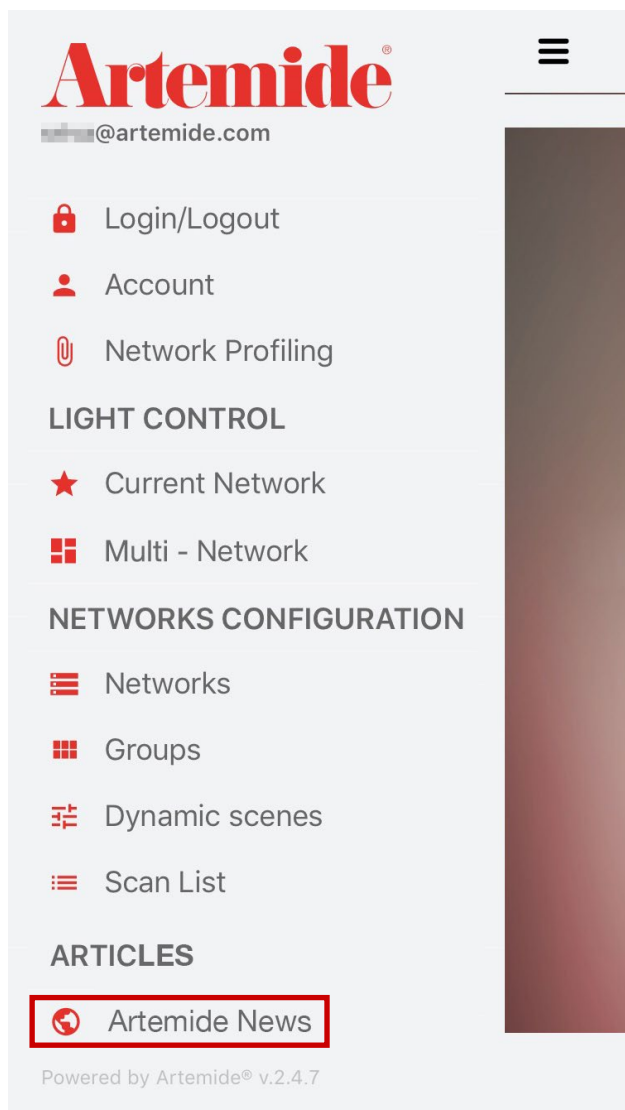 Artemide®
@artemide.com
Login/Logout
Account
Network Profiling
LIGHT CONTROL
Current Network
Multi - Network
NETWORKS CONFIGURATION
Networks
Groups
Dynamic scenes
Scan List
ARTICLES
Artemide News
Powered by Artemide® v.2.4.7